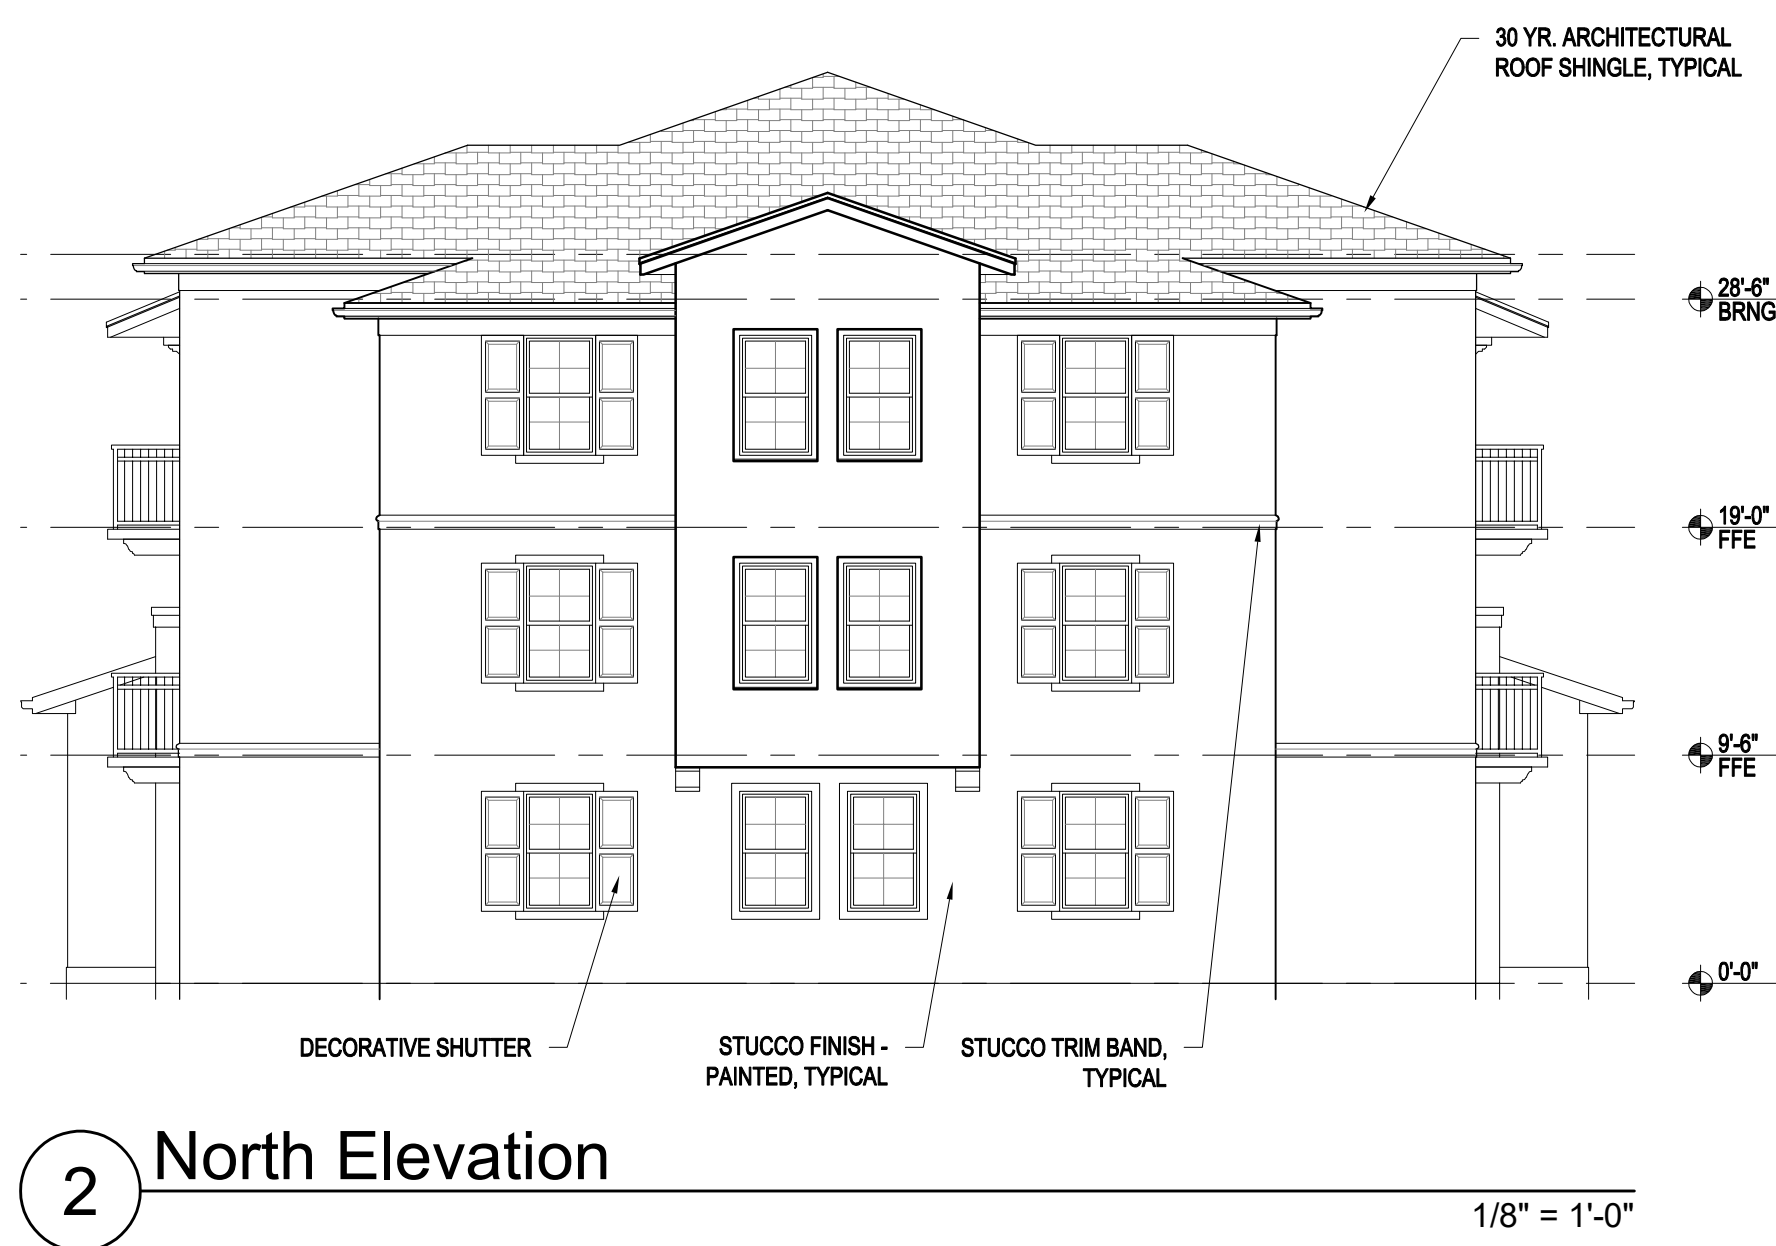 30 YR. ARCHITECTURAL
ROOF SHINGLE, TYPICAL
28'-6"
BRNG
19'-0"
FFE
9'-6"
FFE
0'-0"
DECORATIVE SHUTTER
STUCCO FINISH -
PAINTED, TYPICAL
STUCCO TRIM BAND,
TYPICAL
2
North Elevation
1/8" = 1'-0"